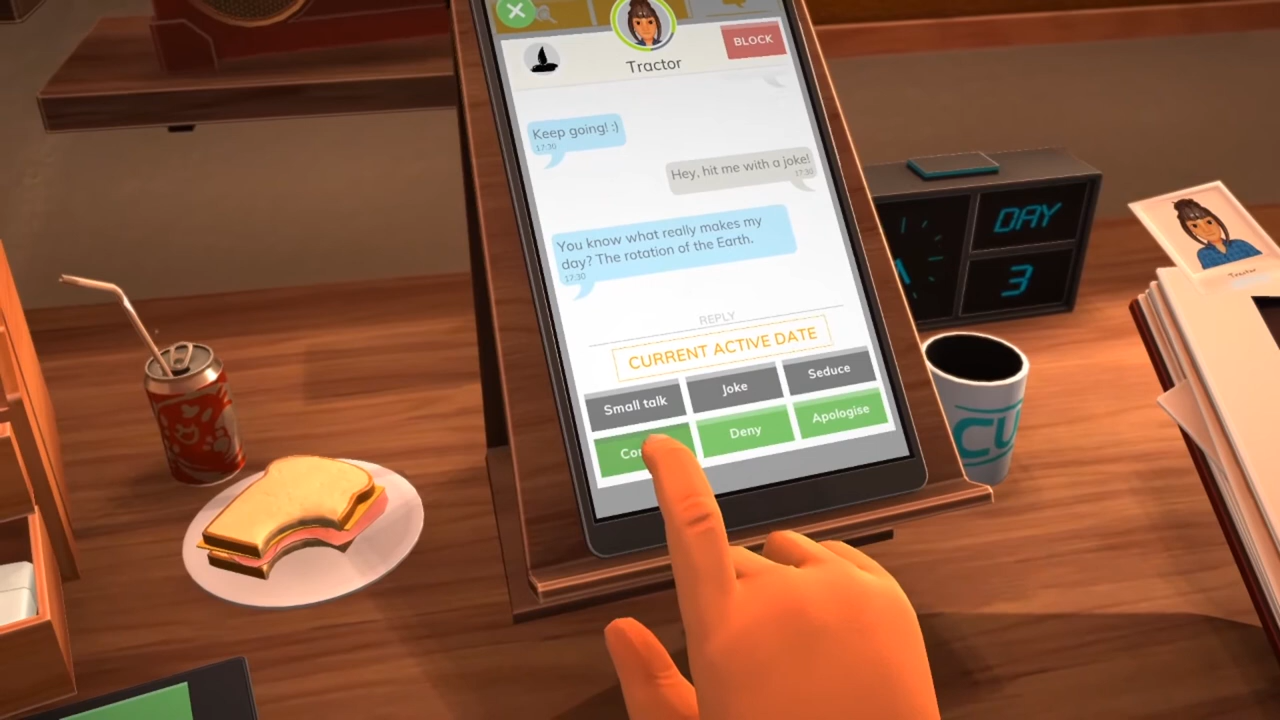 BLOCK
Tractor
Keep going! :)
17:30
Hey, hit me with a joke!
17:30
You know what really makes my
day? The rotation of the Earth.
17:30
REPLY
CURRENT ACTIVE DATE
Small talk
Joke
Seduce
Deny
Apologise
DAY
3
Tractor